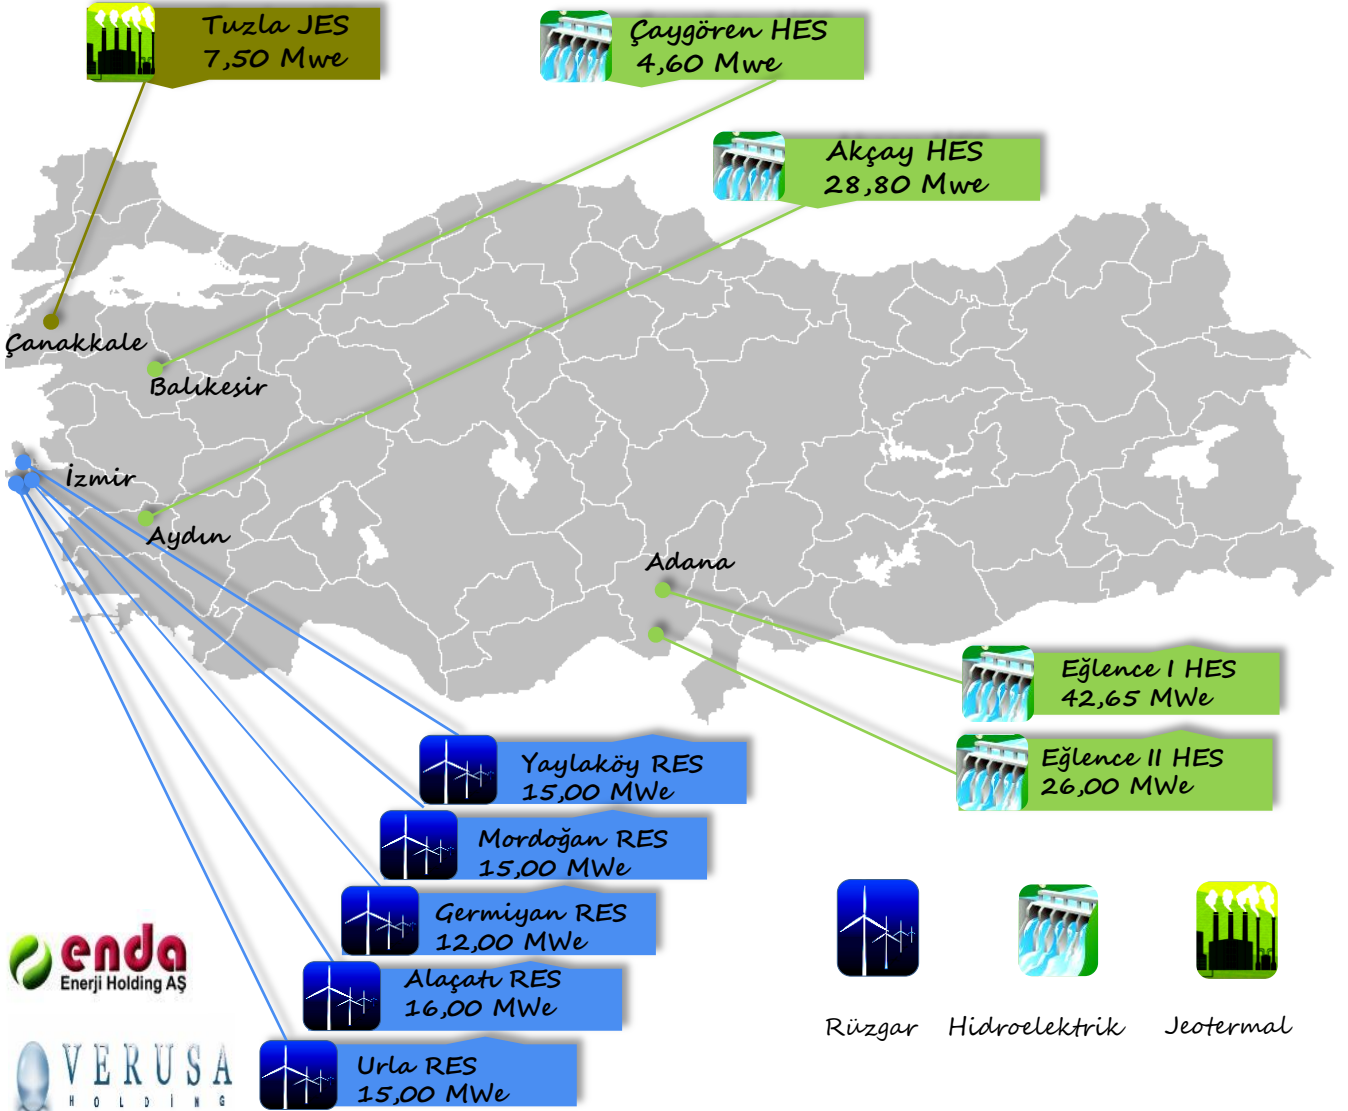 Tuzla JES
7,50 Mwe
Çaygören HES
4,60 Mwe
Akçay HES
28,80 Mwe
Çanakkale
Balıkesir
İzmir
Aydın
Adana
Eğlence I HES
42,65 MWe
Eğlence II HES
26,00 MWe
Yaylaköy RES
15,00 MWe
Mordoğan RES
15,00 MWe
Germiyan RES
12,00 MWe
Alaçatı RES
16,00 MWe
Urla RES
15,00 MWe
Rüzgar
Hidroelektrik
Jeotermal
enda
Enerji Holding AŞ
VERUSA
HOLDİNG